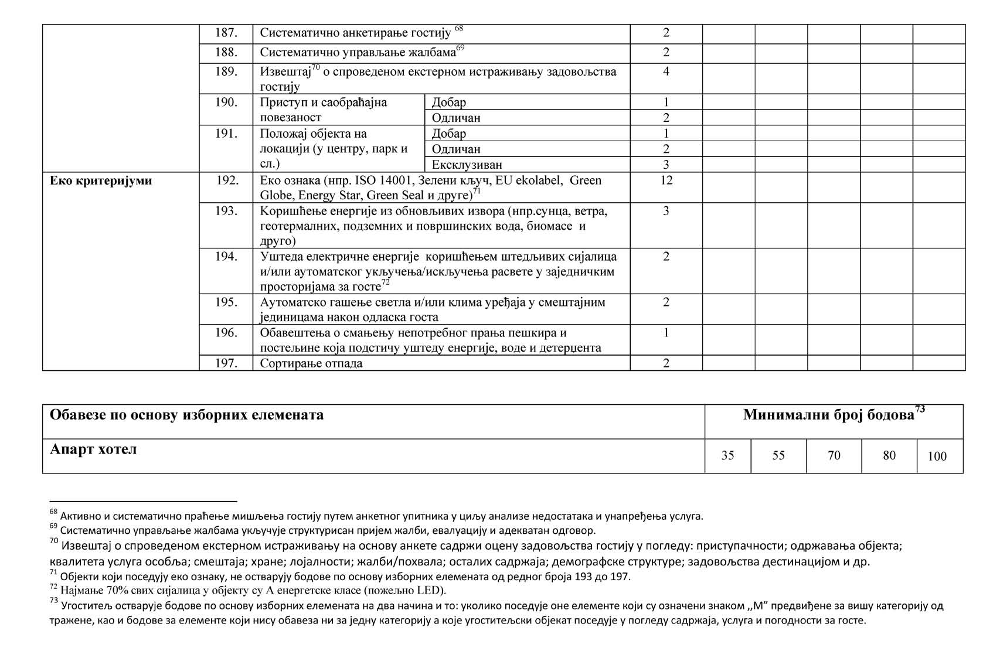 187. Систематично анкетирање гостију 68 2
188. Систематично управљање жалбама69 2
189. Извештај70 о спроведеном екстерном истраживању задовољства 4
гостију
190. Приступ и саобраћајна Добар 1
повезаност Одличан 2
191. Положај објекта на Добар 1
локацији (у центру, парк и Одличан 2
сл.) Ексклузиван 3
Еко критеријуми 192. Еко ознака (нпр. ISO 14001, Зелени кључ, EU ekolabel, Green 12
Globe, Energy Star, Green Seal и друге)71
193. Коришћење енергије из обновљивих извора (нпр.сунца, ветра, 3
геотермалних, подземних и површинских вода, биомасе и
друго)
194. Уштеда електричне енергије коришћењем штедљивих сијалица 2
и/или аутоматског укључења/искључења расвете у заједничким
просторијама за госте72
195. Аутоматско гашење светла и/или клима уређаја у смештајним 2
јединицама након одласка госта
196. Обавештења о смањењу непотребног прања пешкира и 1
постељине која подстичу уштеду енергије, воде и детерџента
197. Сортирање отпада 2
Обавезе по основу изборних елемената Минимални број бодова73
Апарт хотел 35 55 70 80 100
68 Активно и систематично праћење мишљења гостију путем анкетног упитника у циљу анализе недостатака и унапређења услуга.
69 Систематично управљање жалбама укључује структурисан пријем жалби, евалуацију и адекватан одговор.
70 Извештај о спроведеном екстерном истраживању на основу анкете садржи оцену задовољства гостију у погледу: приступачности; одржавања објекта;
квалитета услуга особља; смештаја; хране; лојалности; жалби/похвала; осталих садржаја; демографске структуре; задовољства дестинацијом и др.
71 Објекти који поседују еко ознаку, не остварују бодове по основу изборних елемената од редног броја 193 до 197.
72 Најмање 70% свих сијалица у објекту су А енергетске класе (пожељно LED).
73 Угоститељ остварује бодове по основу изборних елемената на два начина и то: уколико поседује оне елементе који су означени знаком ,,М” предвиђене за вишу категорију од
тражене, као и бодове за елементе који нису обавеза ни за једну категорију а које угоститељски објекат поседује у погледу садржаја, услуга и погодности за госте.